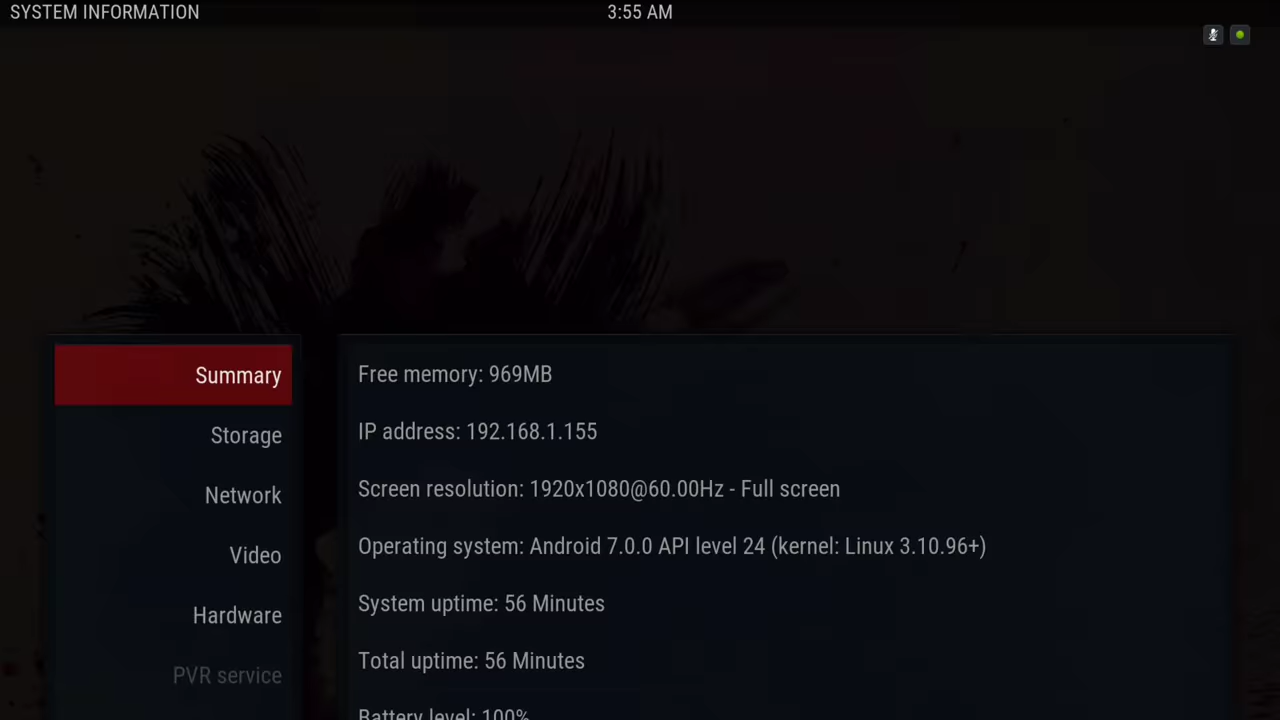 SYSTEM INFORMATION
3:55 AM
Summary
Storage
Network
Video
Hardware
PVR service
Free memory: 969MB
IP address: 192.168.1.155
Screen resolution: 1920x1080@60.00Hz - Full screen
Operating system: Android 7.0.0 API level 24 (kernel: Linux 3.10.96+)
System uptime: 56 Minutes
Total uptime: 56 Minutes
Battery level: 100%